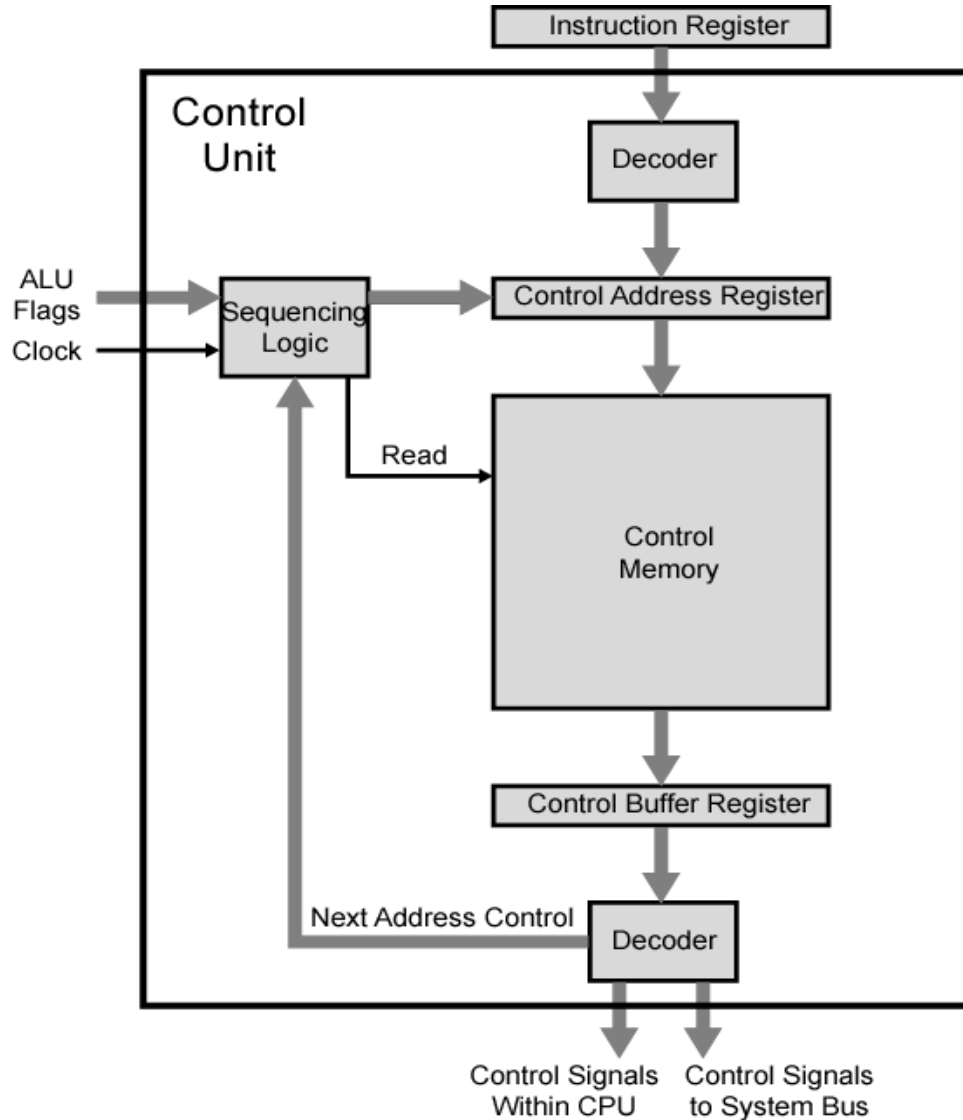 Instruction Register
Control
Unit
Decoder
ALU
Flags
Clock
Sequencing
Logic
Control Address Register
Read
Control
Memory
Control Buffer Register
Next Address Control
Decoder
Control Signals
Within CPU
Control Signals
to System Bus